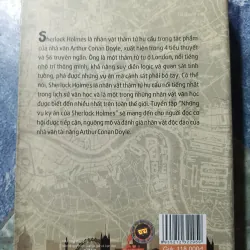 Sherlock Holmes là nhân vật thám tử hư cấu trong tác phẩm
của nhà văn Arthur Conan Doyle, xuất hiện trong 4 tiểu thuyết
và 56 truyện ngắn. Ông là một thám tử tư ở London, nổi tiếng
nhờ trí thông minh, khả năng suy diễn logic và quan sát tinh
tường, phá được những vụ án mà cảnh sát phải bó tay. Có thể nói,
Sherlock Holmes là nhân vật thám tử hư cấu nổi tiếng nhất
trong lịch sử văn học và là một trong những nhân vật văn học
được biết đến nhiều nhất trên toàn thế giới. Tuyển tập "Những
vụ kỳ án của Sherlock Holmes" sẽ mang đến cho người đọc cơ
hội được tiếp cận, ngưỡng mộ và đánh giá nhân vật độc đáo của
nhà văn tài năng Arthur Conan Doyle.